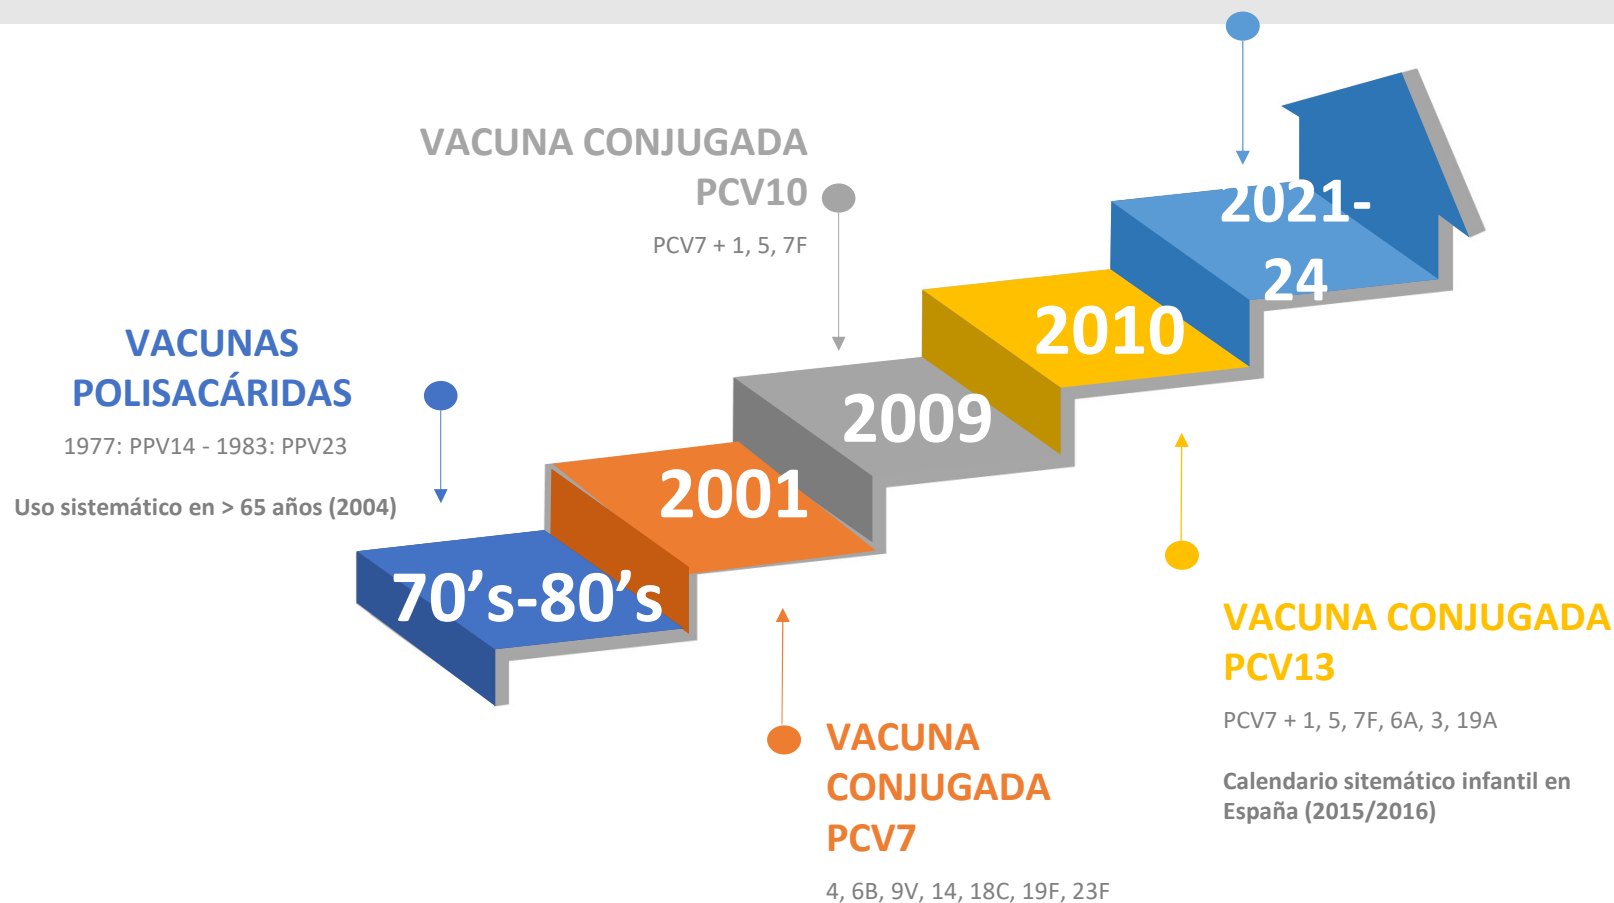 VACUNA CONJUGADA
PCV10
PCV7 + 1, 5, 7F
VACUNAS
POLISACÁRIDAS
1977: PPV14 - 1983: PPV23
Uso sistemático en > 65 años (2004)
70’s-80’s
2001
2009
2010
2021-
24
VACUNA
CONJUGADA
PCV7
4, 6B, 9V, 14, 18C, 19F, 23F
VACUNA CONJUGADA
PCV13
PCV7 + 1, 5, 7F, 6A, 3, 19A
Calendario sitemático infantil en
España (2015/2016)